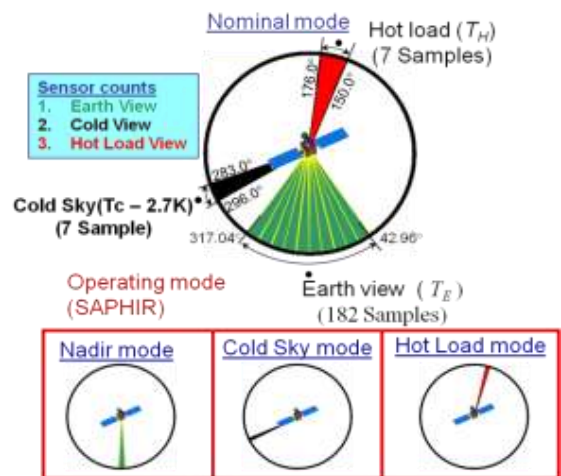 Nominal mode
Hot load (T_H)
(7 Samples)
Sensor counts
1. Earth View
2. Cold View
3. Hot Load View
176.0°
150.0°
283.0°
296.0°
Cold Sky(Tc – 2.7K)
(7 Sample)
317.04°
42.96°
Operating mode
(SAPHIR)
Earth view (T_E)
(182 Samples)
Nadir mode
Cold Sky mode
Hot Load mode